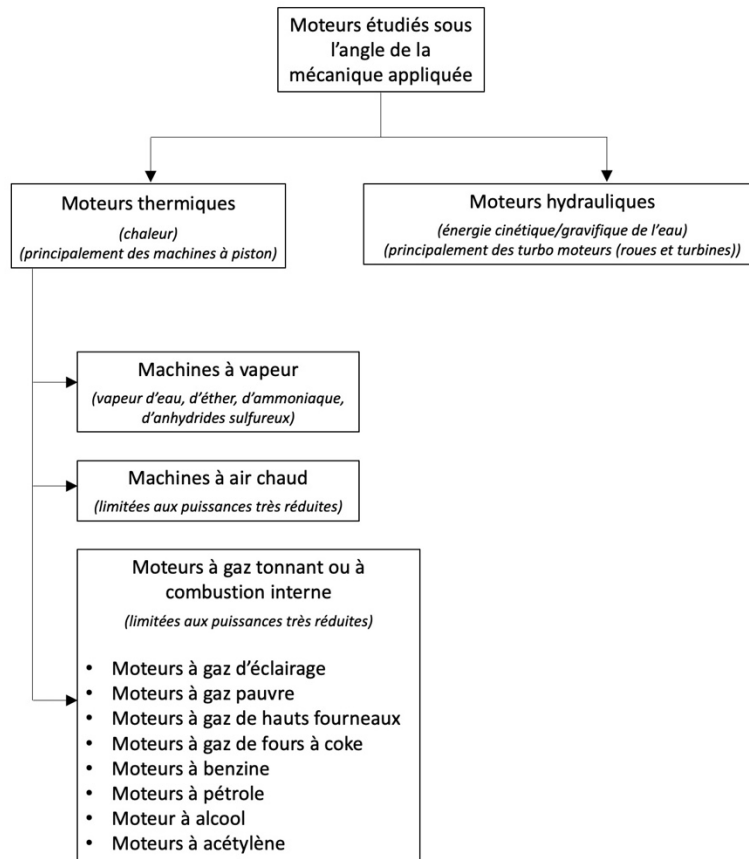 Moteurs étudiés sous
l'angle de la
mécanique appliquée
Moteurs thermiques
(chaleur)
(principalement des machines à piston)
Moteurs hydrauliques
(énergie cinétique/gravifique de l'eau)
(principalement des turbo moteurs (roues et turbines))
Machines à vapeur
(vapeur d'eau, d'éther, d'ammoniaque,
d'anhydrides sulfureux)
Machines à air chaud
(limitées aux puissances très réduites)
Moteurs à gaz tonnant ou à
combustion interne
(limitées aux puissances très réduites)
• Moteurs à gaz d'éclairage
• Moteurs à gaz pauvre
• Moteurs à gaz de hauts fourneaux
• Moteurs à gaz de fours à coke
• Moteurs à benzine
• Moteurs à pétrole
• Moteur à alcool
• Moteurs à acétylène